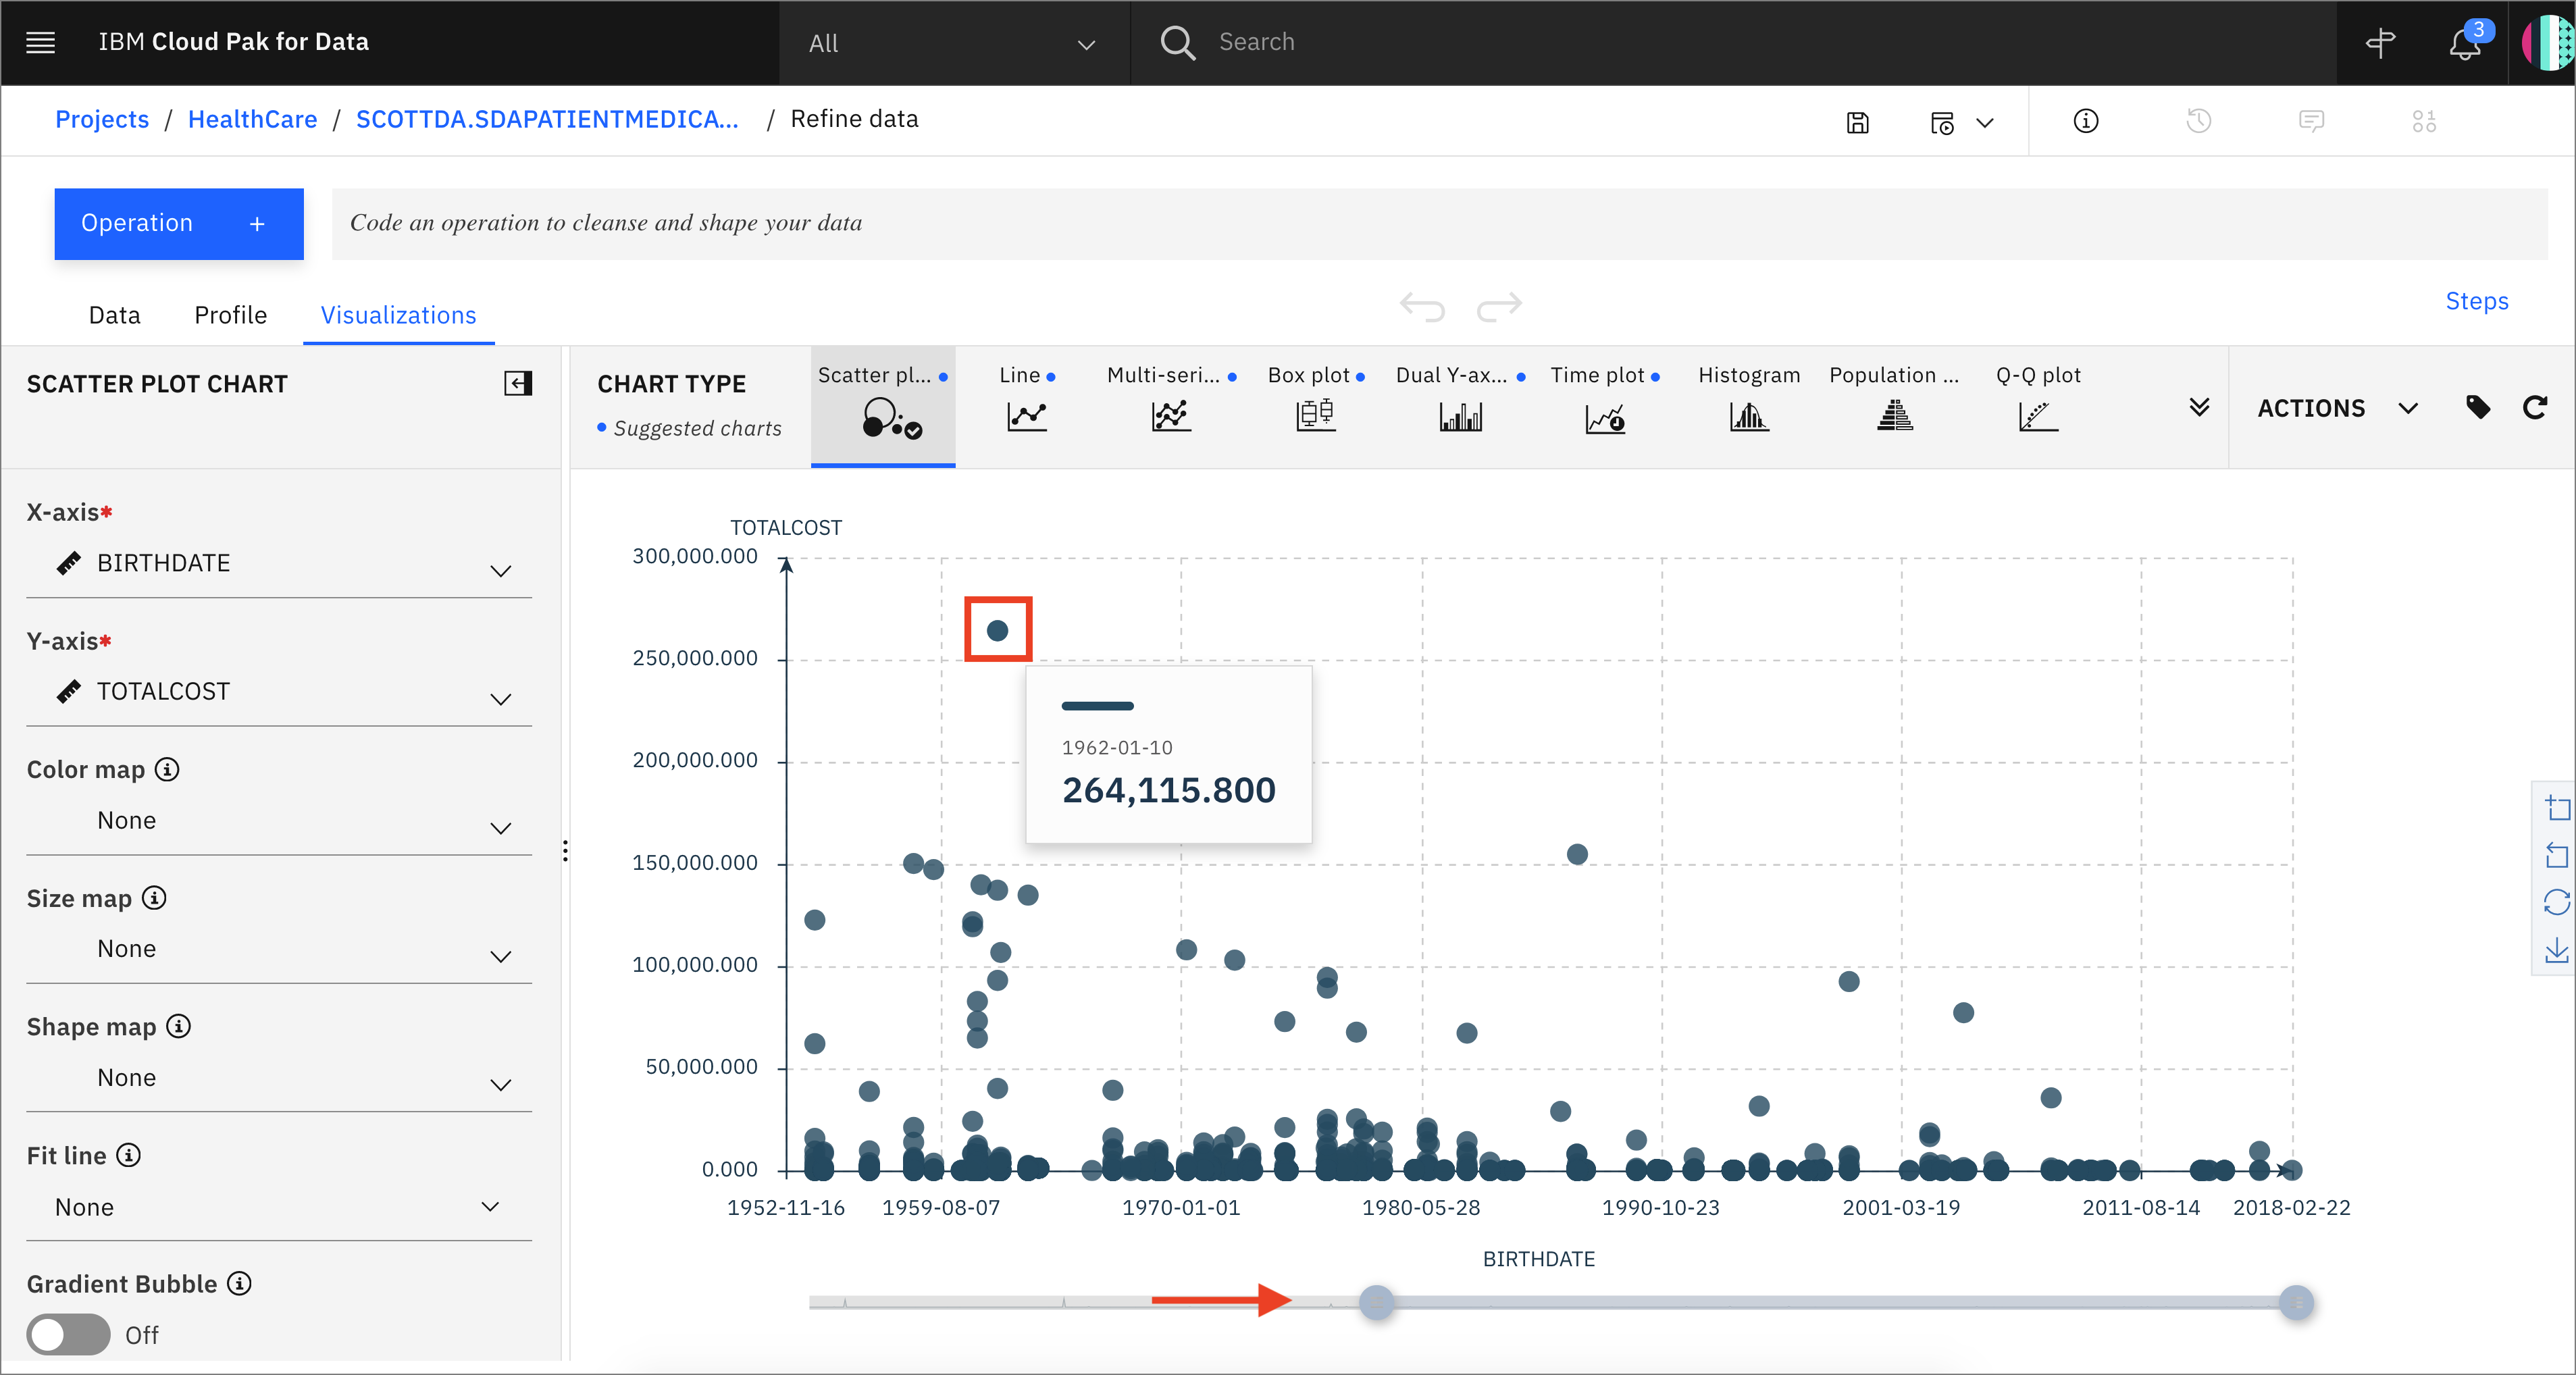 IBM Cloud Pak for Data
All
Search
3
Projects / HealthCare / SCOTTDA.SDAPATIENTMEDICA... / Refine data
Operation +
Code an operation to cleanse and shape your data
Data Profile Visualizations
Steps
SCATTER PLOT CHART
X-axis*
BIRTHDATE
Y-axis*
TOTALCOST
Color map
None
Size map
None
Shape map
None
Fit line
None
Gradient Bubble
Off
CHART TYPE
Suggested charts
Scatter pl...
Line
Multi-seri...
Box plot
Dual Y-ax...
Time plot
Histogram
Population ...
Q-Q plot
ACTIONS
TOTALCOST
300,000.000
250,000.000
200,000.000
150,000.000
100,000.000
50,000.000
0.000
1962-01-10
264,115.800
1952-11-16 1959-08-07 1970-01-01 1980-05-28 1990-10-23 2001-03-19 2011-08-14 2018-02-22
BIRTHDATE